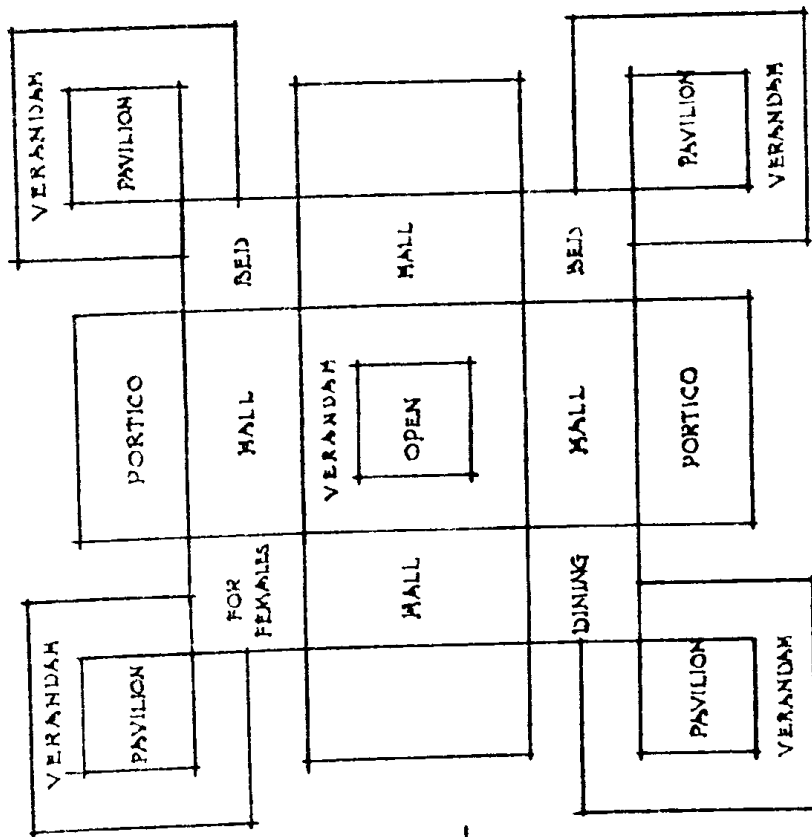 VERANDAH
VERANDAH
PAVILION
PORTICO
PAVILION
FOR
FEMALES
HALL
BED
VERANDAH
HALL
OPEN
HALL
DINING
HALL
BED
PAVILION
PORTICO
PAVILION
VERANDAH
VERANDAH